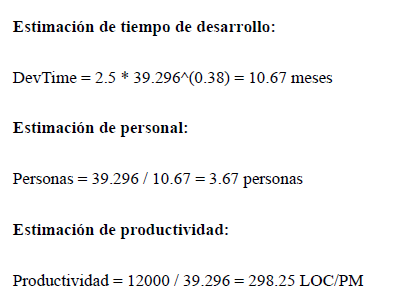 Estimación de tiempo de desarrollo:
DevTime = 2.5 * 39.296^(0.38) = 10.67 meses
Estimación de personal:
Personas = 39.296 / 10.67 = 3.67 personas
Estimación de productividad:
Productividad = 12000 / 39.296 = 298.25 LOC/PM